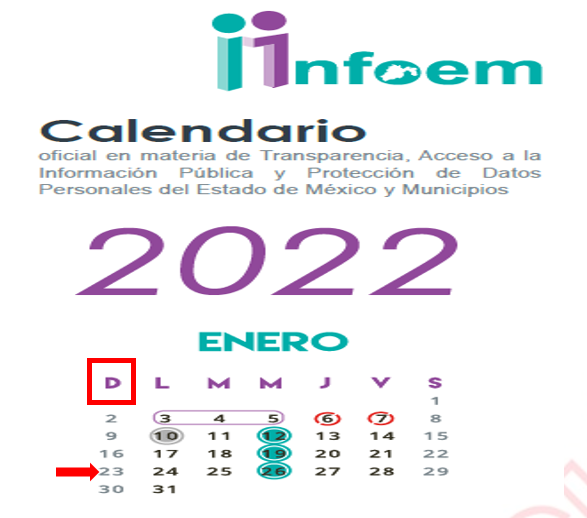 infoem
Calendario
oficial en materia de Transparencia, Acceso a la
Información Pública y Protección de Datos
Personales del Estado de México y Municipios
2022
ENERO
D L M M J V S
1
2 3 4 5 6 7 8
9 10 11 12 13 14 15
16 17 18 19 20 21 22
23 24 25 26 27 28 29
30 31